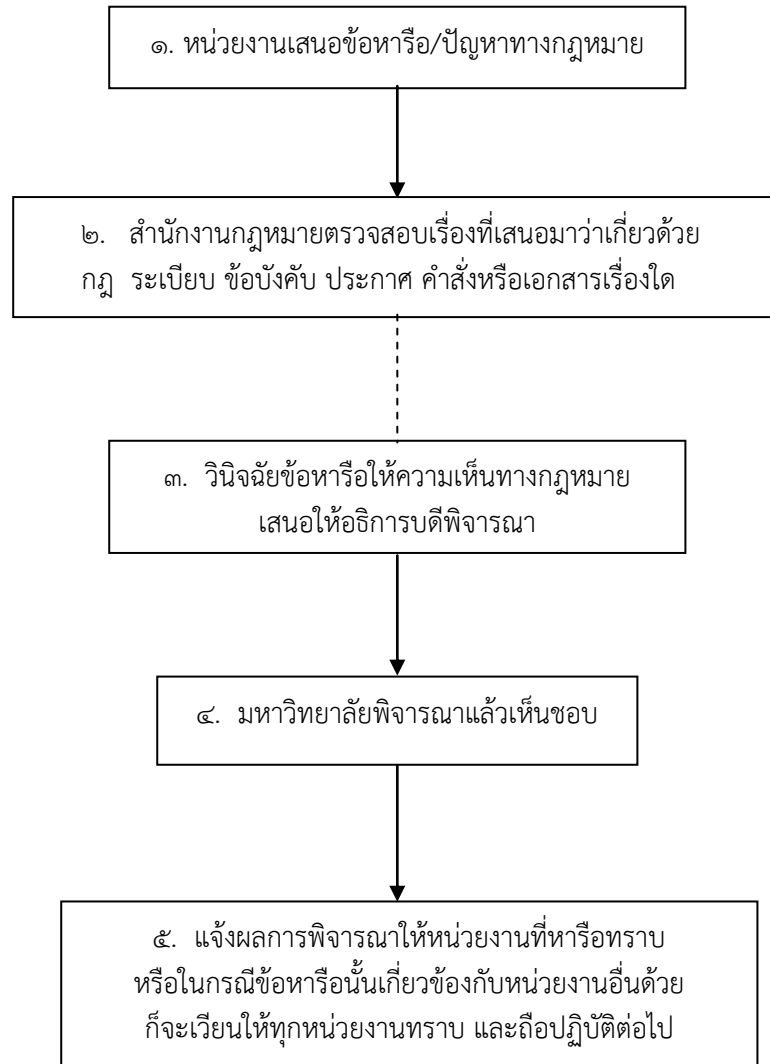 ๑. หน่วยงานเสนอข้อหารือ/ปัญหาทางกฎหมาย
๒. สำนักงานกฎหมายตรวจสอบเรื่องที่เสนอมาว่าเกี่ยวด้วย
กฎ ระเบียบ ข้อบังคับ ประกาศ คำสั่งหรือเอกสารเรื่องใด
๓. วินิจฉัยข้อหารือให้ความเห็นทางกฎหมาย
เสนอให้อธิการบดีพิจารณา
๔. มหาวิทยาลัยพิจารณาแล้วเห็นชอบ
๕. แจ้งผลการพิจารณาให้หน่วยงานที่หารือทราบ
หรือในกรณีข้อหารือนั้นเกี่ยวข้องกับหน่วยงานอื่นด้วย
ก็จะเวียนให้ทุกหน่วยงานทราบ และถือปฏิบัติต่อไป